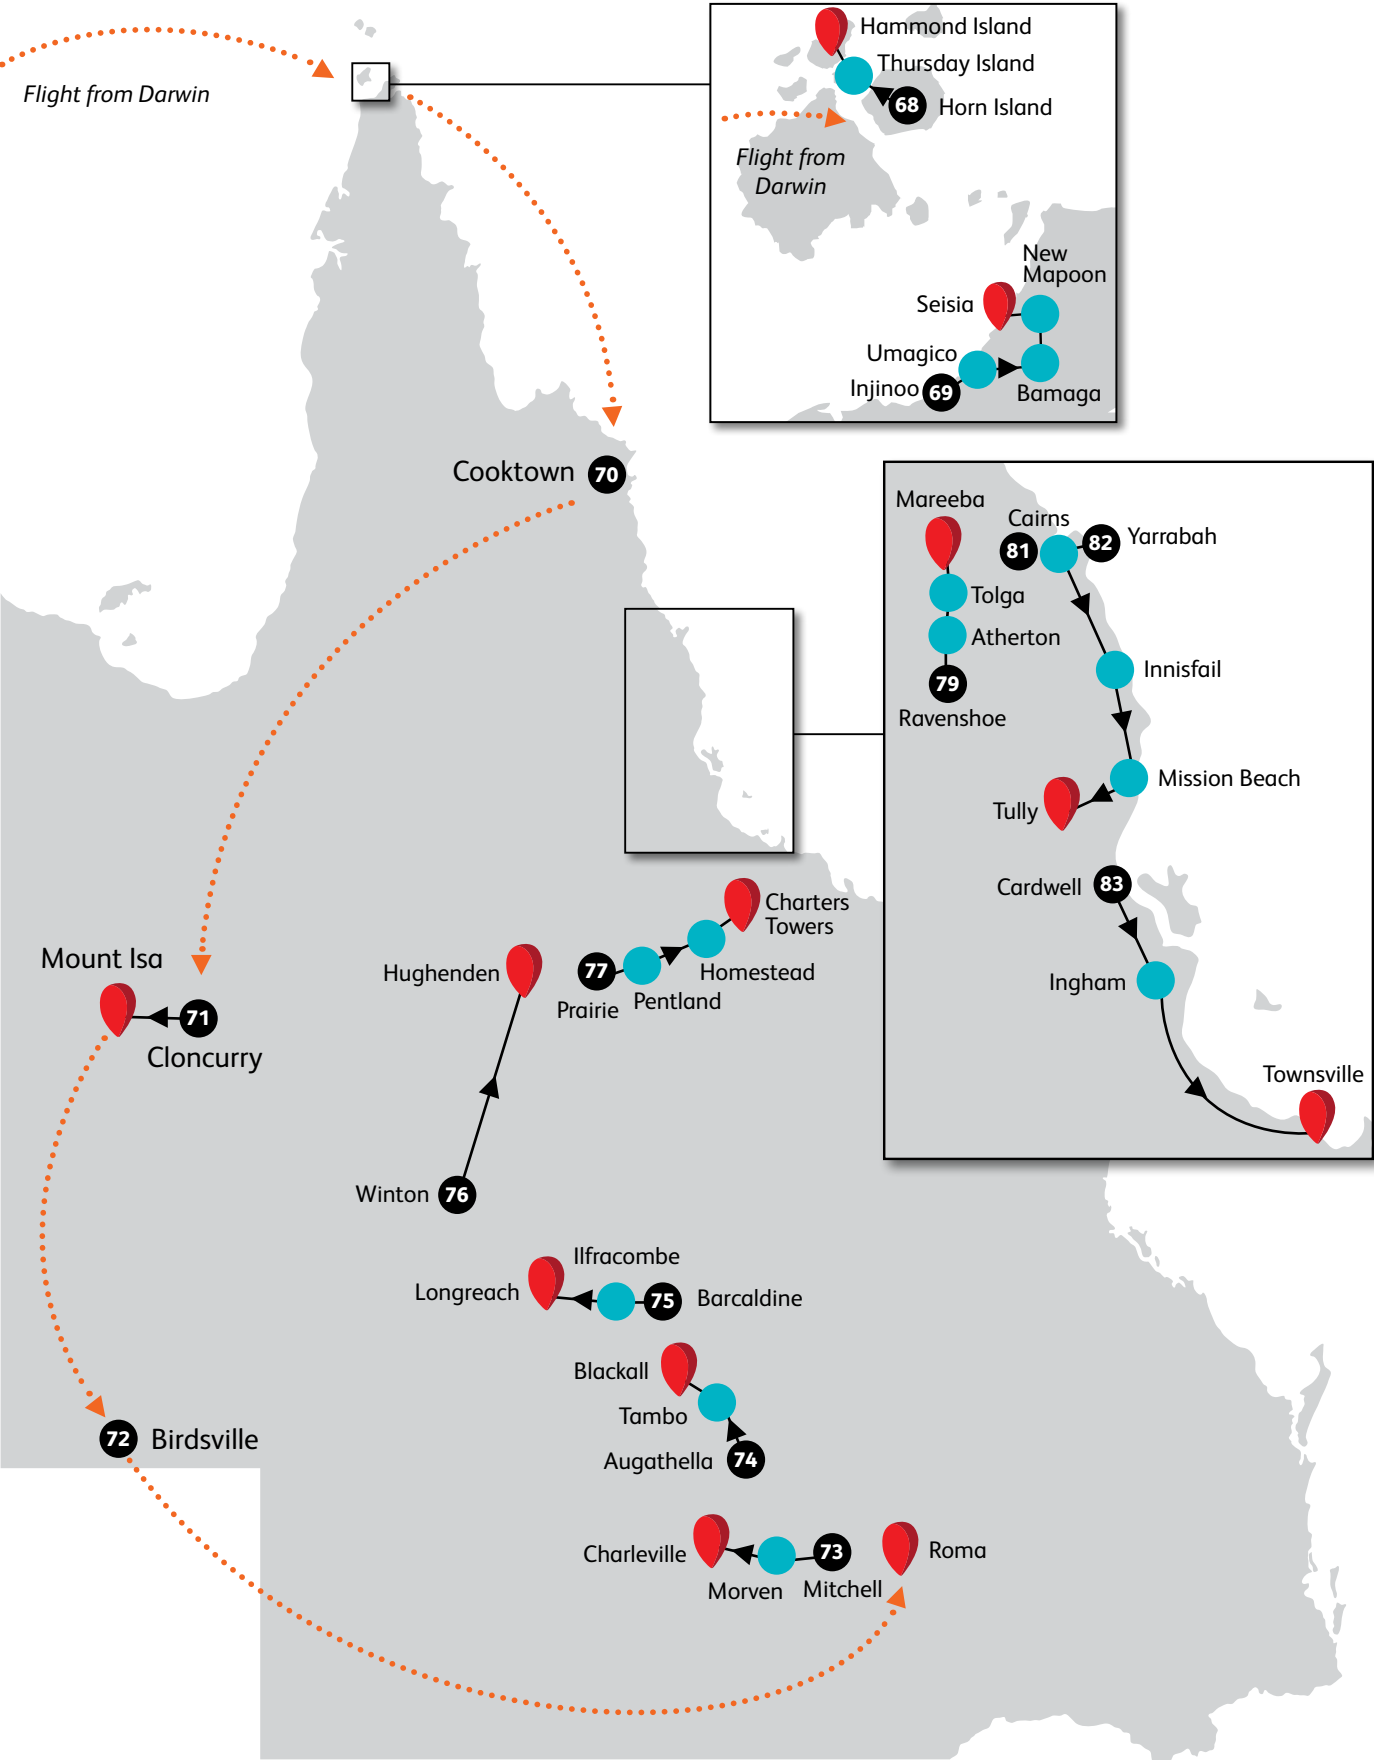 Flight from Darwin
Hammond Island
Thursday Island
68
Horn Island
Flight from
Darwin
New
Mapoon
Seisia
Umagico
Injinoo
69
Bamaga
Cooktown
70
Mareeba
Cairns
81
82
Yarrabah
Tolga
Atherton
79
Ravenshoe
Innisfail
Mission Beach
Tully
Cardwell
83
Ingham
Townsville
Charters
Towers
Homestead
Pentland
77
Prairie
Hughenden
Mount Isa
71
Cloncurry
Winton
76
Ilfracombe
Longreach
75
Barcaldine
Blackall
Tambo
Augathella
74
72
Birdsville
Charleville
Morven
73
Mitchell
Roma